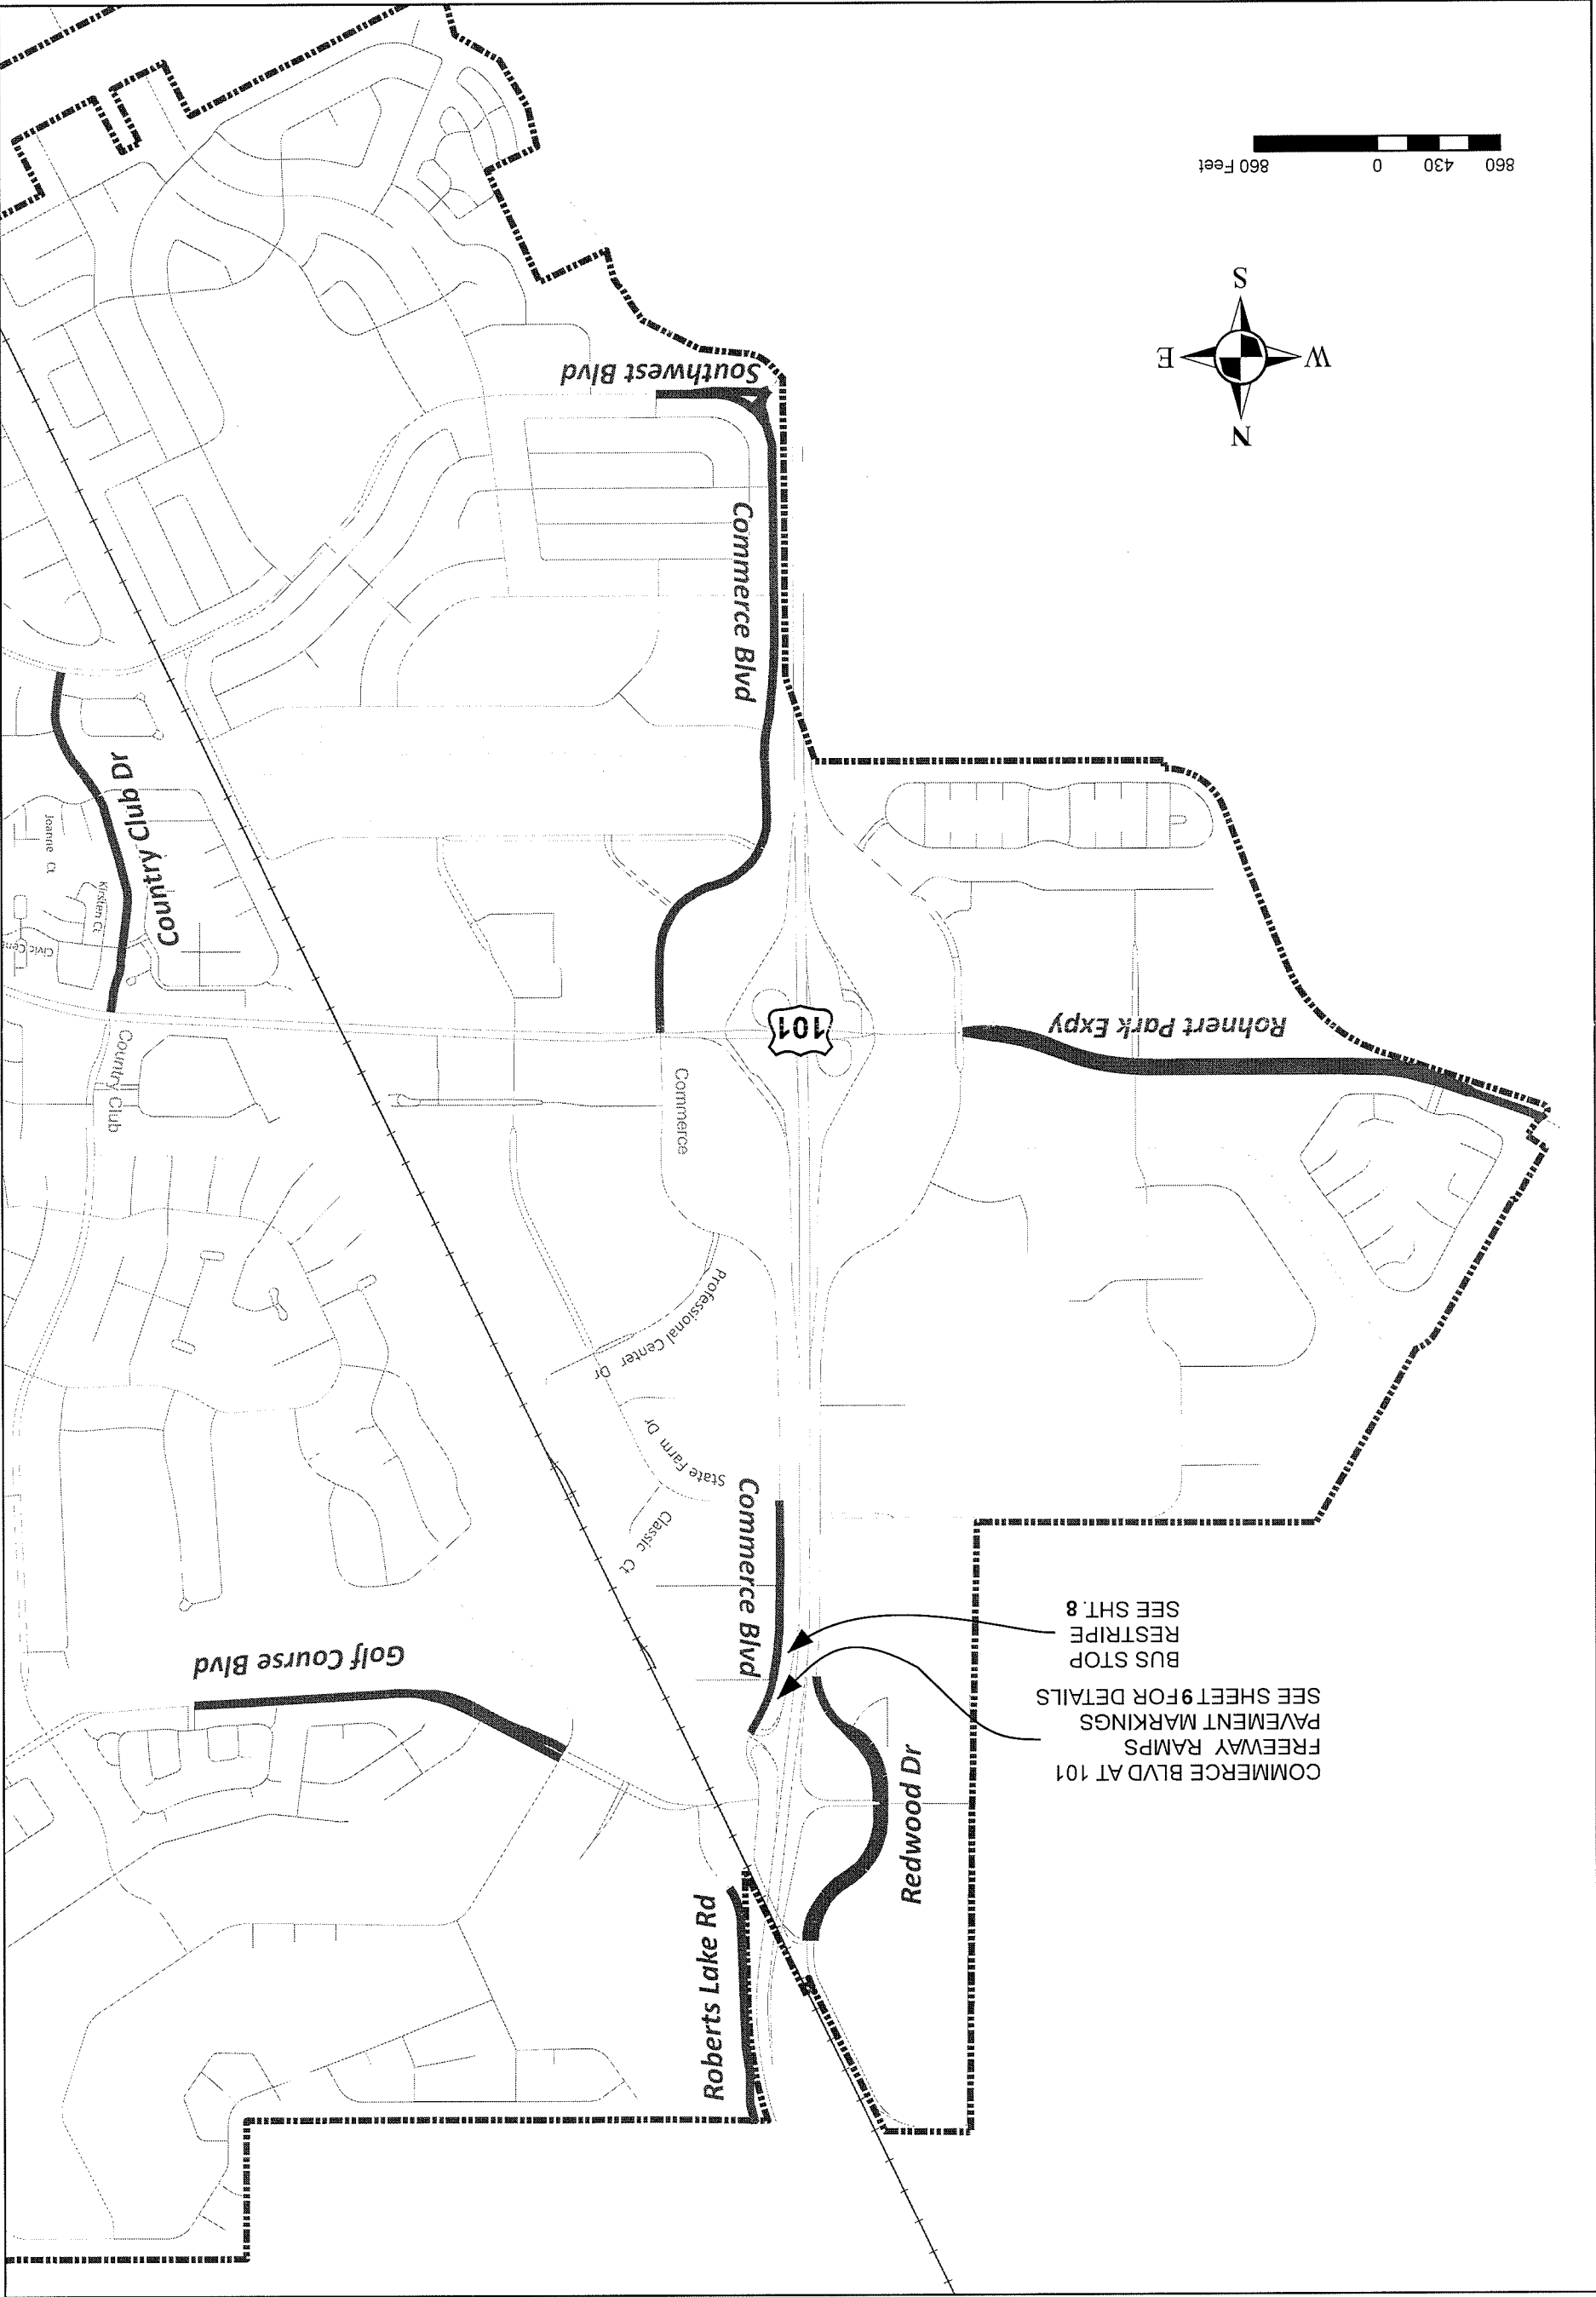 Roberts Lake Rd
Redwood Dr
COMMERCE BLVD AT 101
FREEWAY RAMPS
PAVEMENT MARKINGS
SEE SHEET 9 FOR DETAILS
BUS STOP
RESTRIPE
SEE SHT. 8
Golf Course Blvd
Commerce Blvd
Classic Ct
State Farm Dr
Professional Center Dr
Commerce
Country Club
101
Rohnert Park Expy
Civic Cent
Kirsten Ct
Joanne Ct
Country Club Dr
Commerce Blvd
Southwest Blvd
N
W
E
S
860
430
0
860 Feet